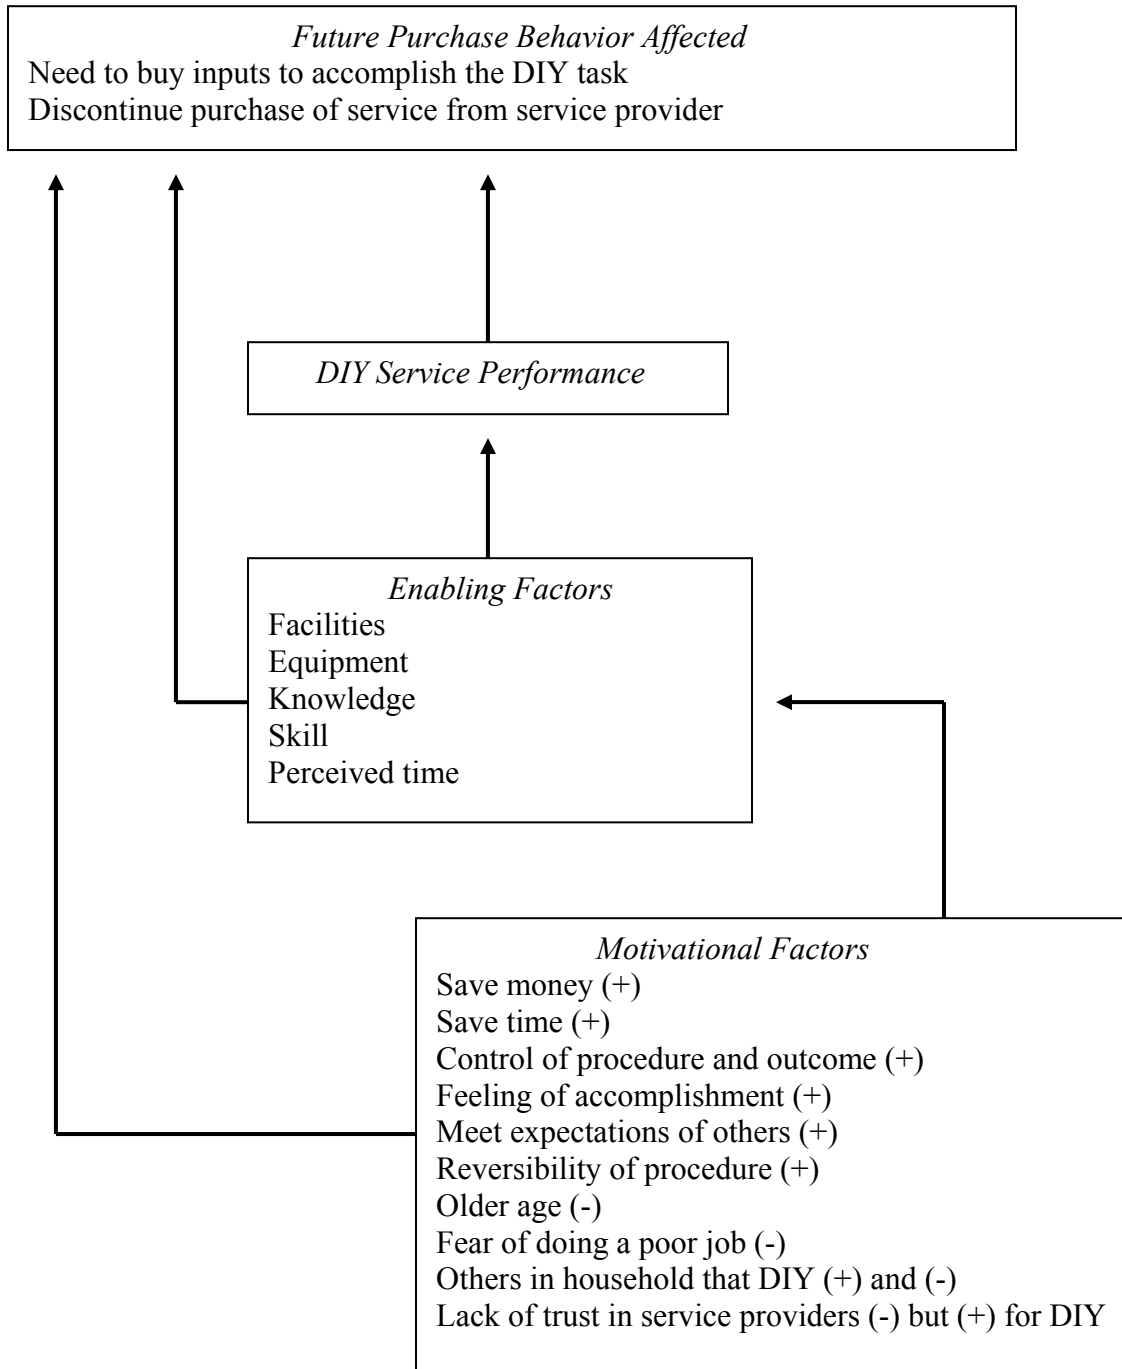 Future Purchase Behavior Affected
Need to buy inputs to accomplish the DIY task
Discontinue purchase of service from service provider
DIY Service Performance
Enabling Factors
Facilities
Equipment
Knowledge
Skill
Perceived time
Motivational Factors
Save money (+)
Save time (+)
Control of procedure and outcome (+)
Feeling of accomplishment (+)
Meet expectations of others (+)
Reversibility of procedure (+)
Older age (-)
Fear of doing a poor job (-)
Others in household that DIY (+) and (-)
Lack of trust in service providers (-) but (+) for DIY